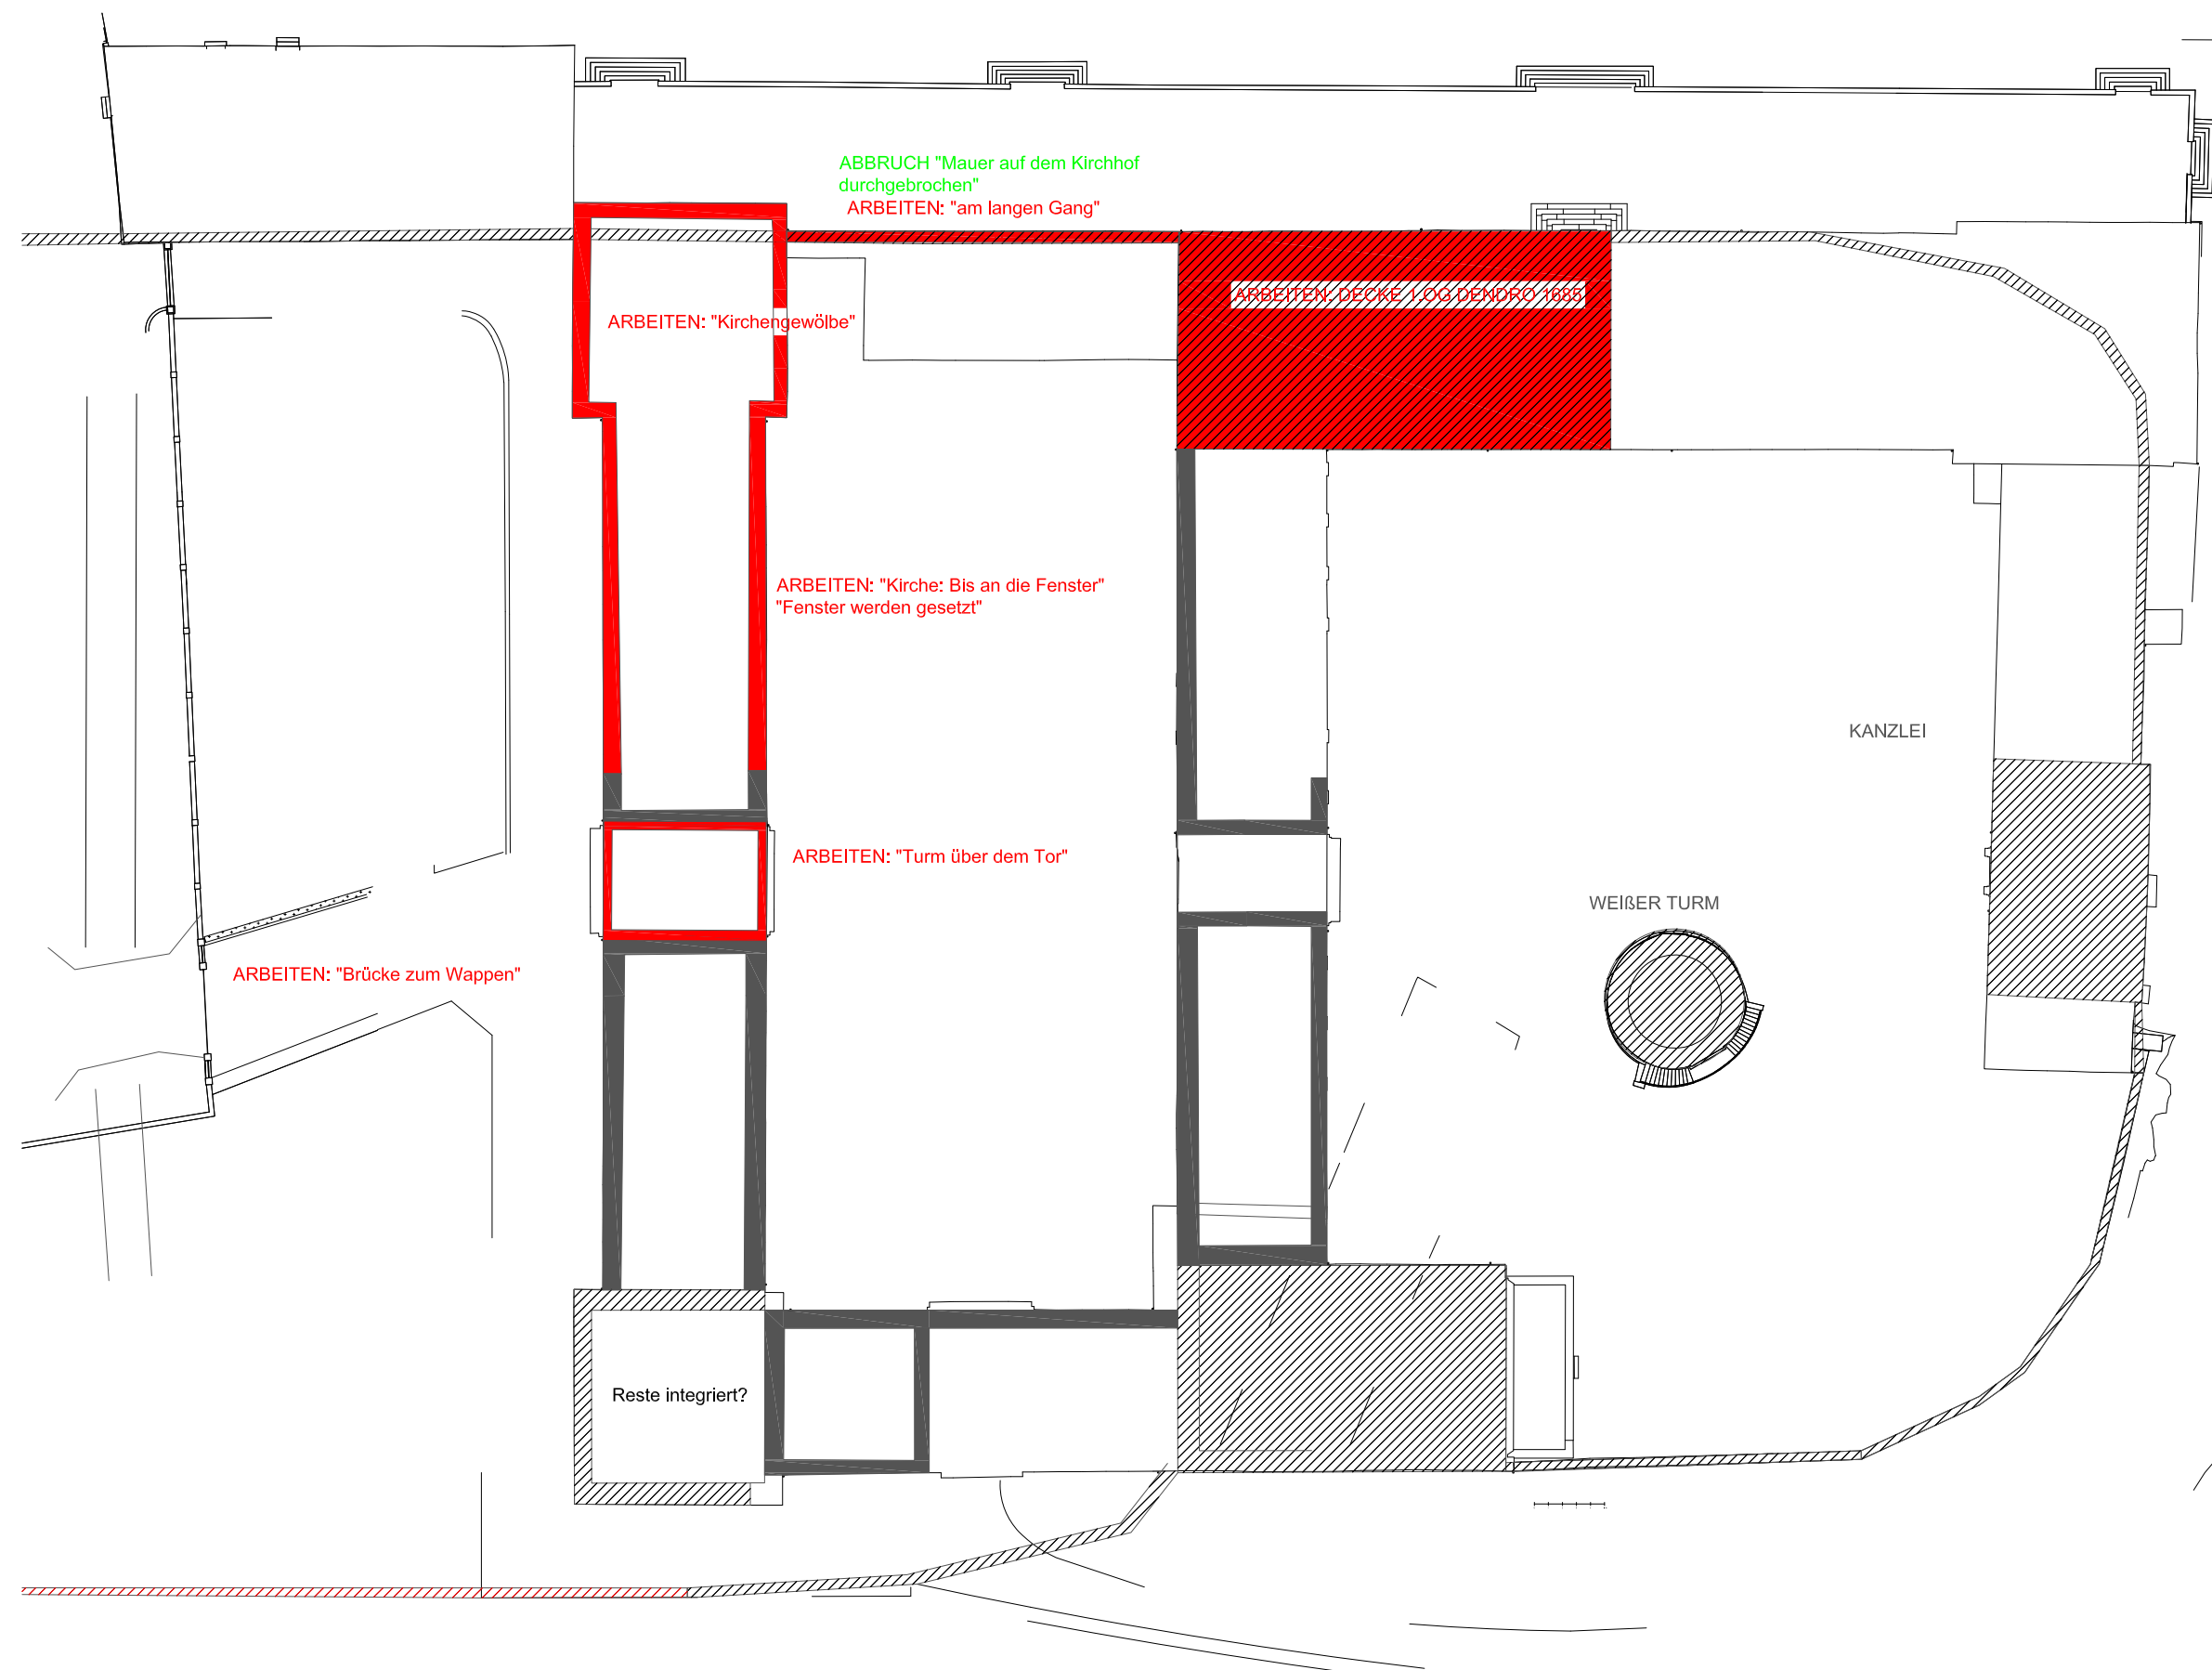 ABBRUCH "Mauer auf dem Kirchhof
durchgebrochen"
ARBEITEN: "am langen Gang"
ARBEITEN: DECKE 1.OG DENDRO 1685
ARBEITEN: "Kirchengewölbe"
ARBEITEN: "Kirche: Bis an die Fenster"
"Fenster werden gesetzt"
KANZLEI
ARBEITEN: "Turm über dem Tor"
WEIßER TURM
ARBEITEN: "Brücke zum Wappen"
Reste integriert?